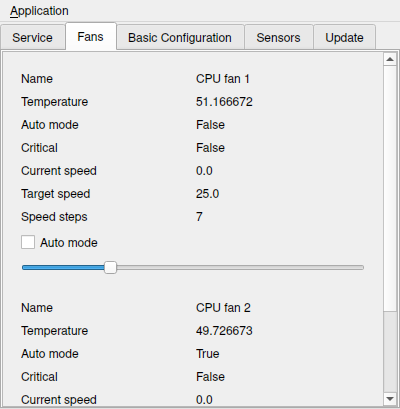 Application
Service Fans Basic Configuration Sensors Update
Name CPU fan 1
Temperature 51.166672
Auto mode False
Critical False
Current speed 0.0
Target speed 25.0
Speed steps 7
Auto mode
Name CPU fan 2
Temperature 49.726673
Auto mode True
Critical False
Current speed 0.0